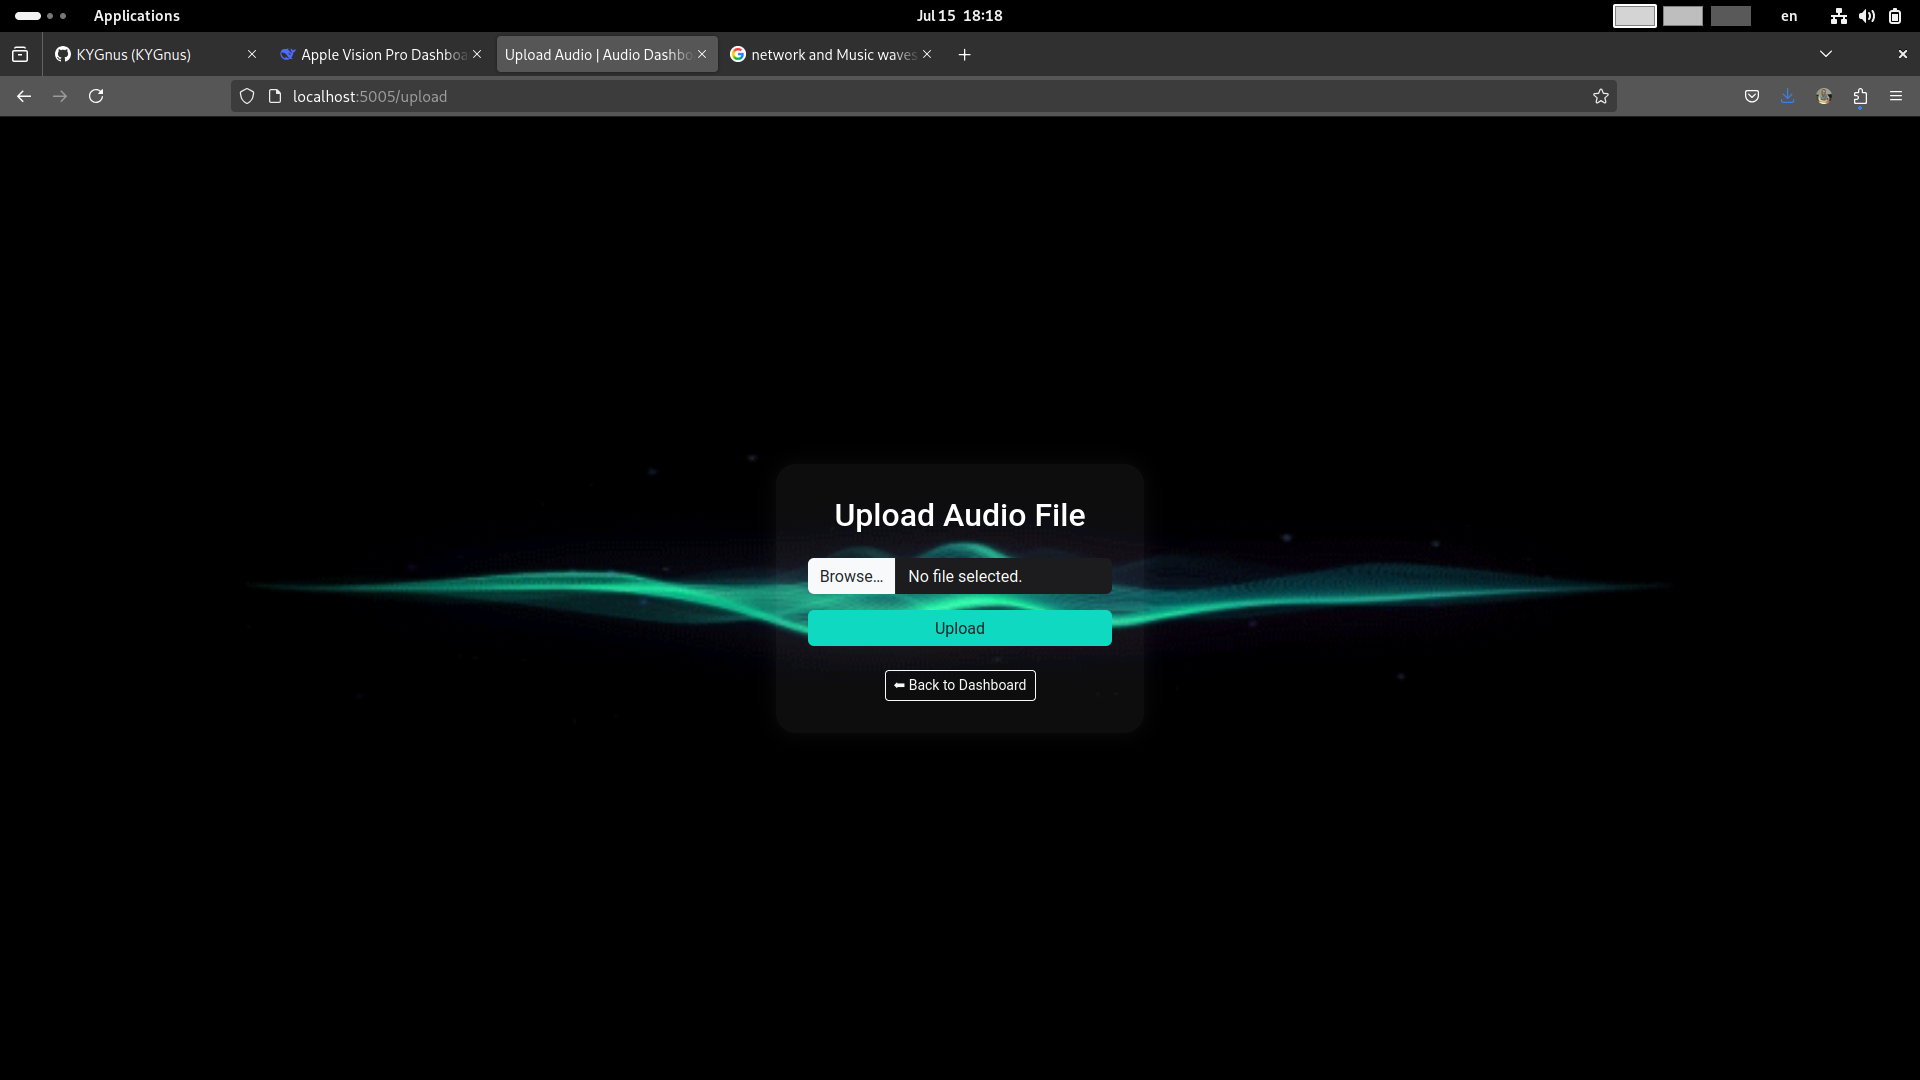 Applications
Jul 15 18:18
en
KYGnus (KYGnus)
Apple Vision Pro Dashboa
Upload Audio | Audio Dashbo
network and Music waves
localhost:5005/upload
Upload Audio File
Browse... No file selected.
Upload
⬅ Back to Dashboard